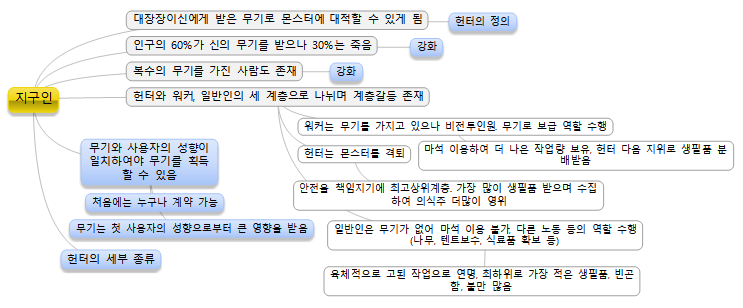 대장장이신에게 받은 무기로 몬스터에 대적할 수 있게 됨
헌터의 정의
인구의 60%가 신의 무기를 받으나 30%는 죽음
강화
복수의 무기를 가진 사람도 존재
강화
지구인
헌터와 워커, 일반인의 세 계층으로 나뉘며 계층갈등 존재
워커는 무기를 가지고 있으나 비전투인원. 무기로 보급 역할 수행
마석 이용하여 더 나은 작업량 보유, 헌터 다음 지위로 생필품 분
배받음
헌터는 몬스터를 격퇴
안전을 책임지기에 최고상위계층. 가장 많이 생필품 받으며 수집
하여 의식주 더많이 영위
일반인은 무기가 없어 마석 이용 불가, 다른 노동 등의 역할 수행
(나무, 텐트보수, 식료품 확보 등)
육체적으로 고된 작업으로 연명, 최하위로 가장 적은 생필품, 빈곤
함, 불만 많음
무기와 사용자의 성향이
일치하여야 무기를 획득
할 수 있음
처음에는 누구나 계약 가능
무기는 첫 사용자의 성향으로부터 큰 영향을 받음
헌터의 세부 종류